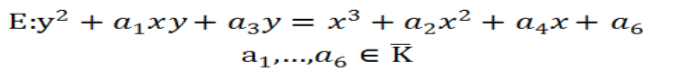 E:y² + a₁xy + a₃y = x³ + a₂x² + a₄x + a₆
a₁,...,a₆ ∈ K̅